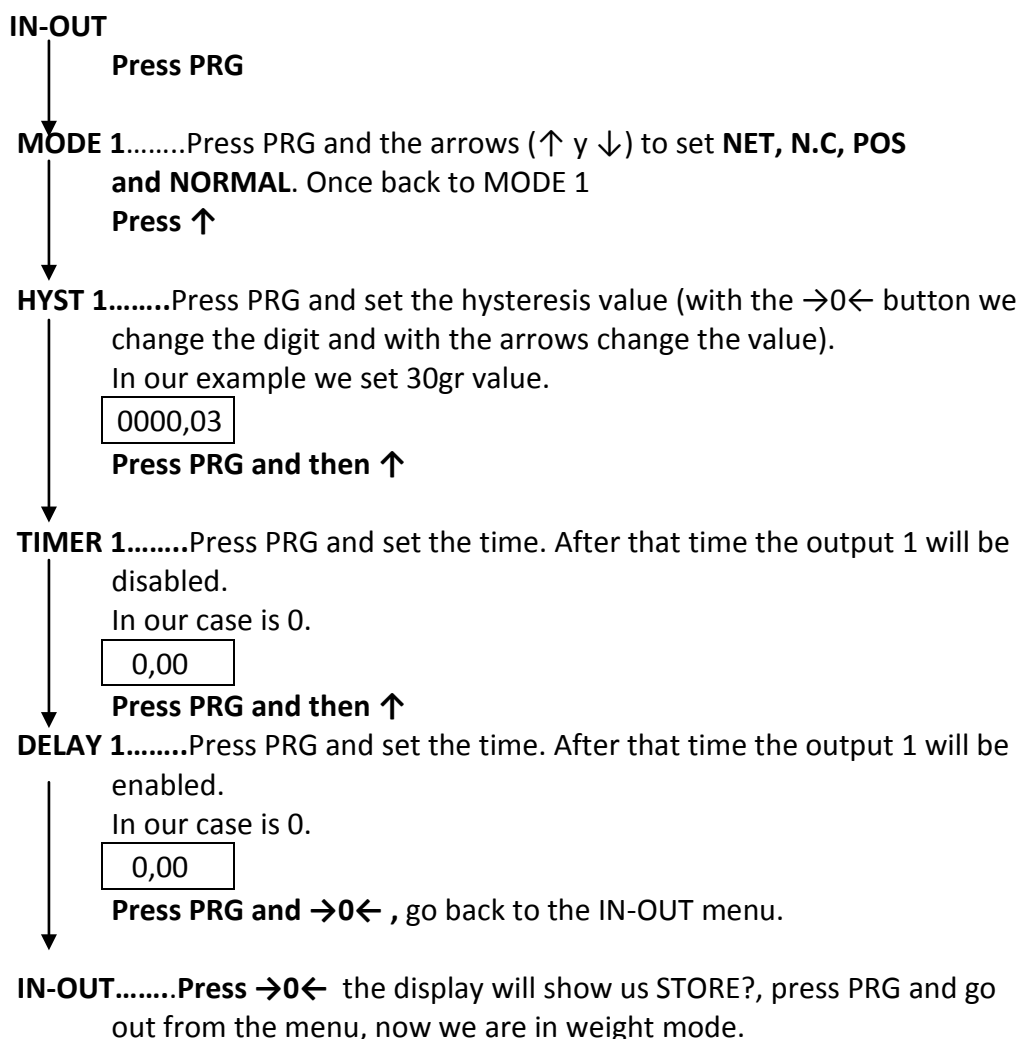 IN-OUT
Press PRG
MODE 1........Press PRG and the arrows (↑ y ↓) to set NET, N.C, POS
and NORMAL. Once back to MODE 1
Press ↑
HYST 1........Press PRG and set the hysteresis value (with the →0← button we
change the digit and with the arrows change the value).
In our example we set 30gr value.
0000,03
Press PRG and then ↑
TIMER 1........Press PRG and set the time. After that time the output 1 will be
disabled.
In our case is 0.
0,00
Press PRG and then ↑
DELAY 1........Press PRG and set the time. After that time the output 1 will be
enabled.
In our case is 0.
0,00
Press PRG and →0← , go back to the IN-OUT menu.
IN-OUT........Press →0← the display will show us STORE?, press PRG and go
out from the menu, now we are in weight mode.